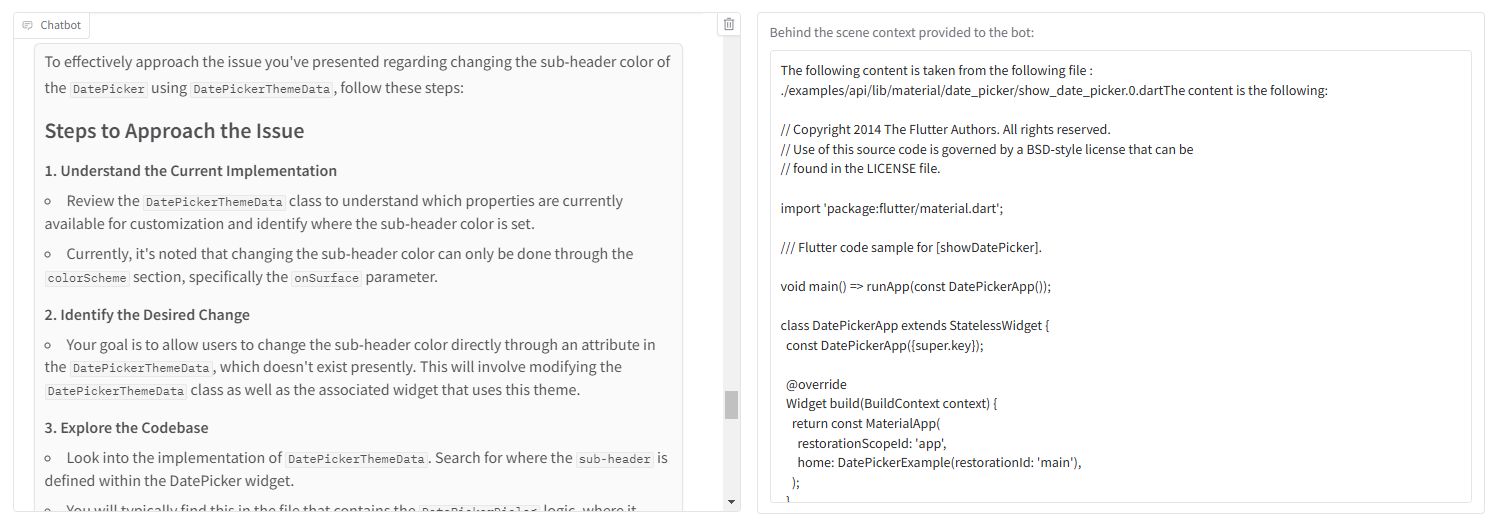 Chatbot
To effectively approach the issue you've presented regarding changing the sub-header color of
the DatePicker using DatePickerThemeData, follow these steps:
Steps to Approach the Issue
1. Understand the Current Implementation
Review the DatePickerThemeData class to understand which properties are currently
available for customization and identify where the sub-header color is set.
Currently, it's noted that changing the sub-header color can only be done through the
colorScheme section, specifically the onSurface parameter.
2. Identify the Desired Change
Your goal is to allow users to change the sub-header color directly through an attribute in
the DatePickerThemeData, which doesn't exist presently. This will involve modifying the
DatePickerThemeData class as well as the associated widget that uses this theme.
3. Explore the Codebase
Look into the implementation of DatePickerThemeData. Search for where the sub-header is
defined within the DatePicker widget.
You will typically find this in the file that contains the DatePickerDialog logic, where it
Behind the scene context provided to the bot:
The following content is taken from the following file :
./examples/api/lib/material/date_picker/show_date_picker.0.dartThe content is the following:
// Copyright 2014 The Flutter Authors. All rights reserved.
// Use of this source code is governed by a BSD-style license that can be
// found in the LICENSE file.
import 'package:flutter/material.dart';
/// Flutter code sample for [showDatePicker].
void main() => runApp(const DatePickerApp());
class DatePickerApp extends StatelessWidget {
const DatePickerApp({super.key});
@override
Widget build(BuildContext context) {
return const MaterialApp(
restorationScopeId: 'app',
home: DatePickerExample(restorationId: 'main'),
);
}